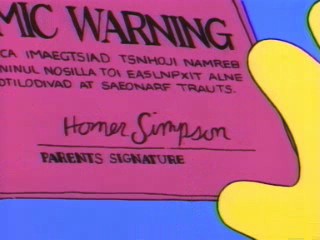 MIC WARNING
CA IMAEGTSIAD TSNHOJI NAMREB
NINUL NOSILLA TOI EASLNPXIT ALNE
OTILODIVAD AT SAEONARF TRAUTS.
Homer Simpson
PARENTS SIGNATURE